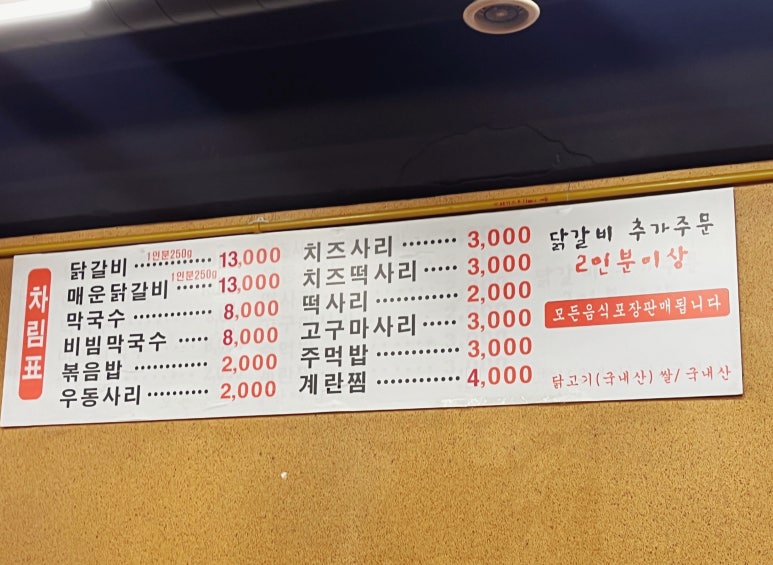 차림표
닭갈비 1인분250g 13,000
매운닭갈비 1인분250g 13,000
막국수 8,000
비빔막국수 8,000
볶음밥 2,000
우동사리 2,000
치즈사리 3,000
치즈떡사리 3,000
떡사리 2,000
고구마사리 3,000
주먹밥 3,000
계란찜 4,000
닭갈비 추가주문
2인분이상
모든음식포장판매됩니다
닭고기(국내산) 쌀/국내산